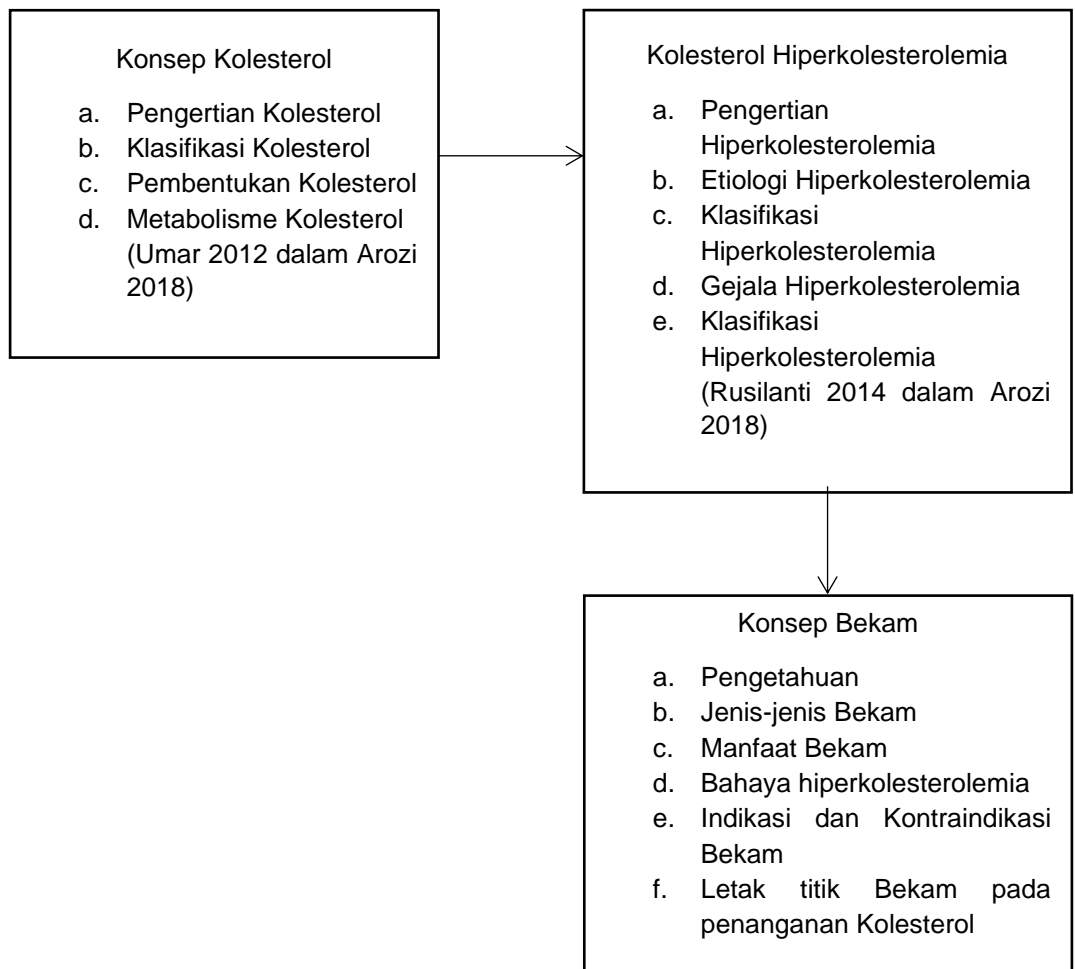 Konsep Kolesterol
a. Pengertian Kolesterol
b. Klasifikasi Kolesterol
c. Pembentukan Kolesterol
d. Metabolisme Kolesterol
(Umar 2012 dalam Arozi
2018)
Kolesterol Hiperkolesterolemia
a. Pengertian
Hiperkolesterolemia
b. Etiologi Hiperkolesterolemia
c. Klasifikasi
Hiperkolesterolemia
d. Gejala Hiperkolesterolemia
e. Klasifikasi
Hiperkolesterolemia
(Rusilanti 2014 dalam Arozi
2018)
Konsep Bekam
a. Pengetahuan
b. Jenis-jenis Bekam
c. Manfaat Bekam
d. Bahaya hiperkolesterolemia
e. Indikasi dan Kontraindikasi
Bekam
f. Letak titik Bekam pada
penanganan Kolesterol